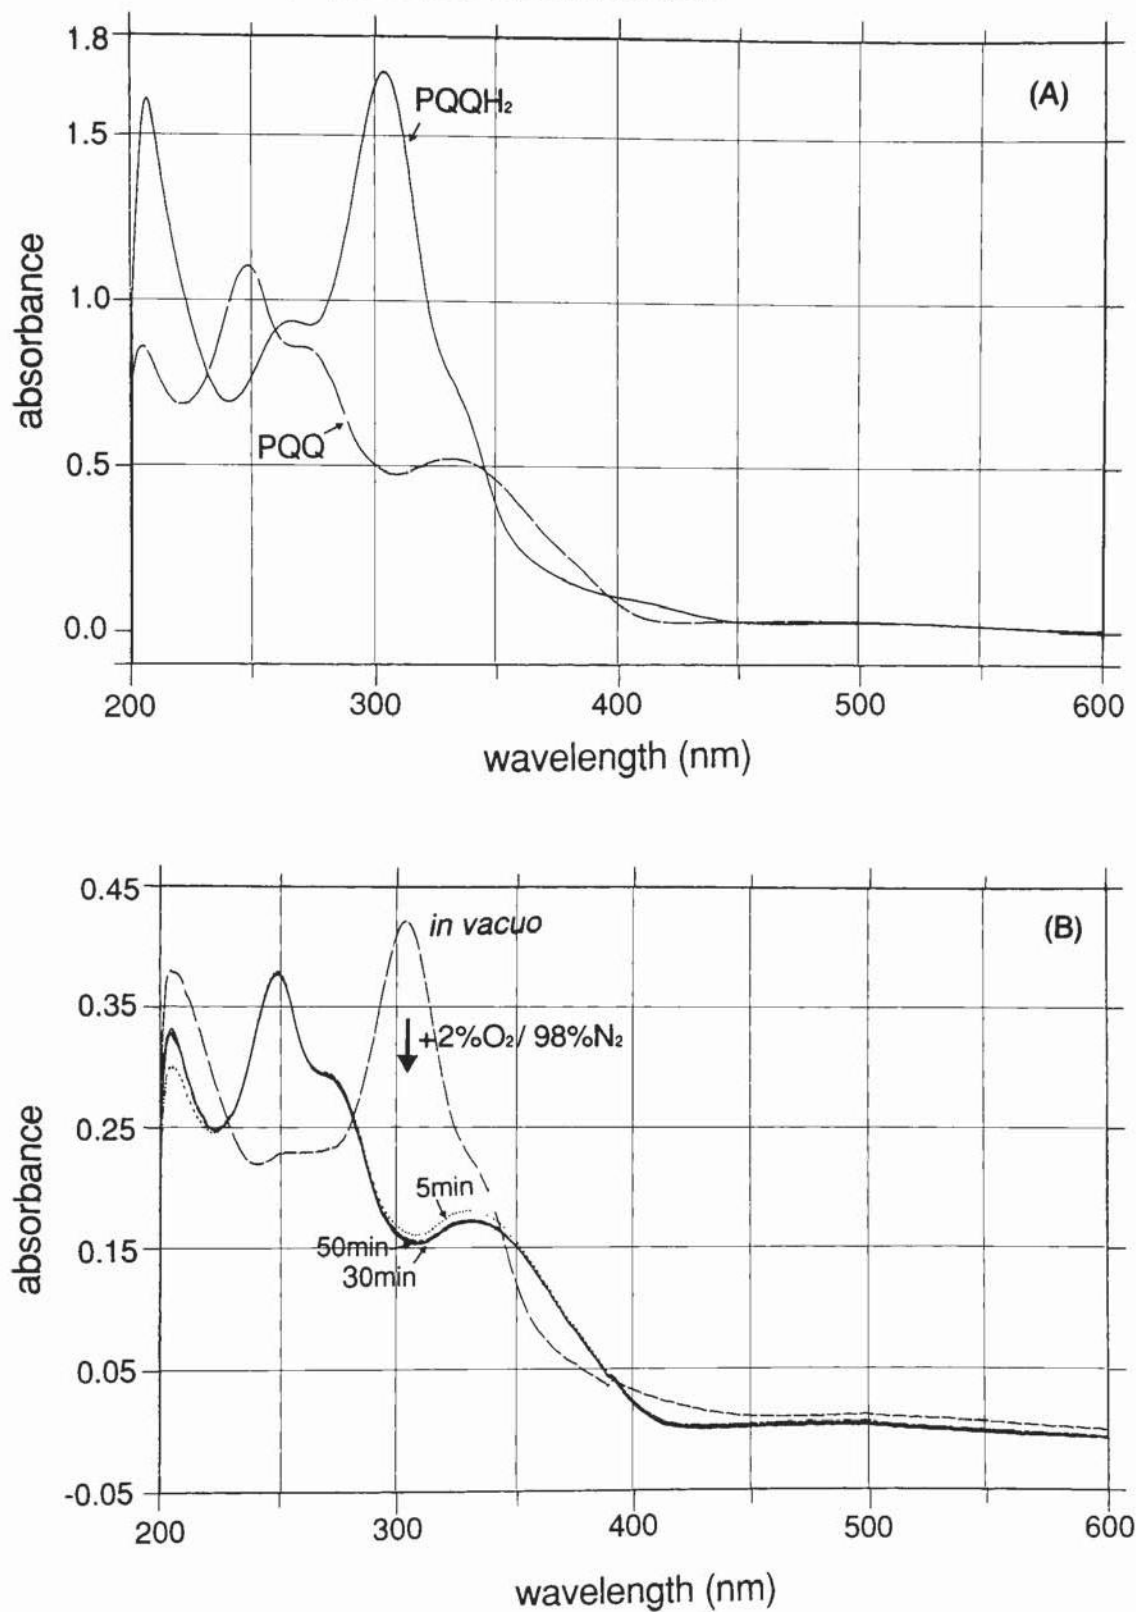 1.8
(A)
PQQH₂
1.5
1.0
PQQ
0.5
0.0
200 300 400 500 600
wavelength (nm)
absorbance
0.45
in vacuo
(B)
0.35
+2%O₂/ 98%N₂
0.25
5min
0.15
50min
30min
0.05
-0.05
200 300 400 500 600
wavelength (nm)
absorbance